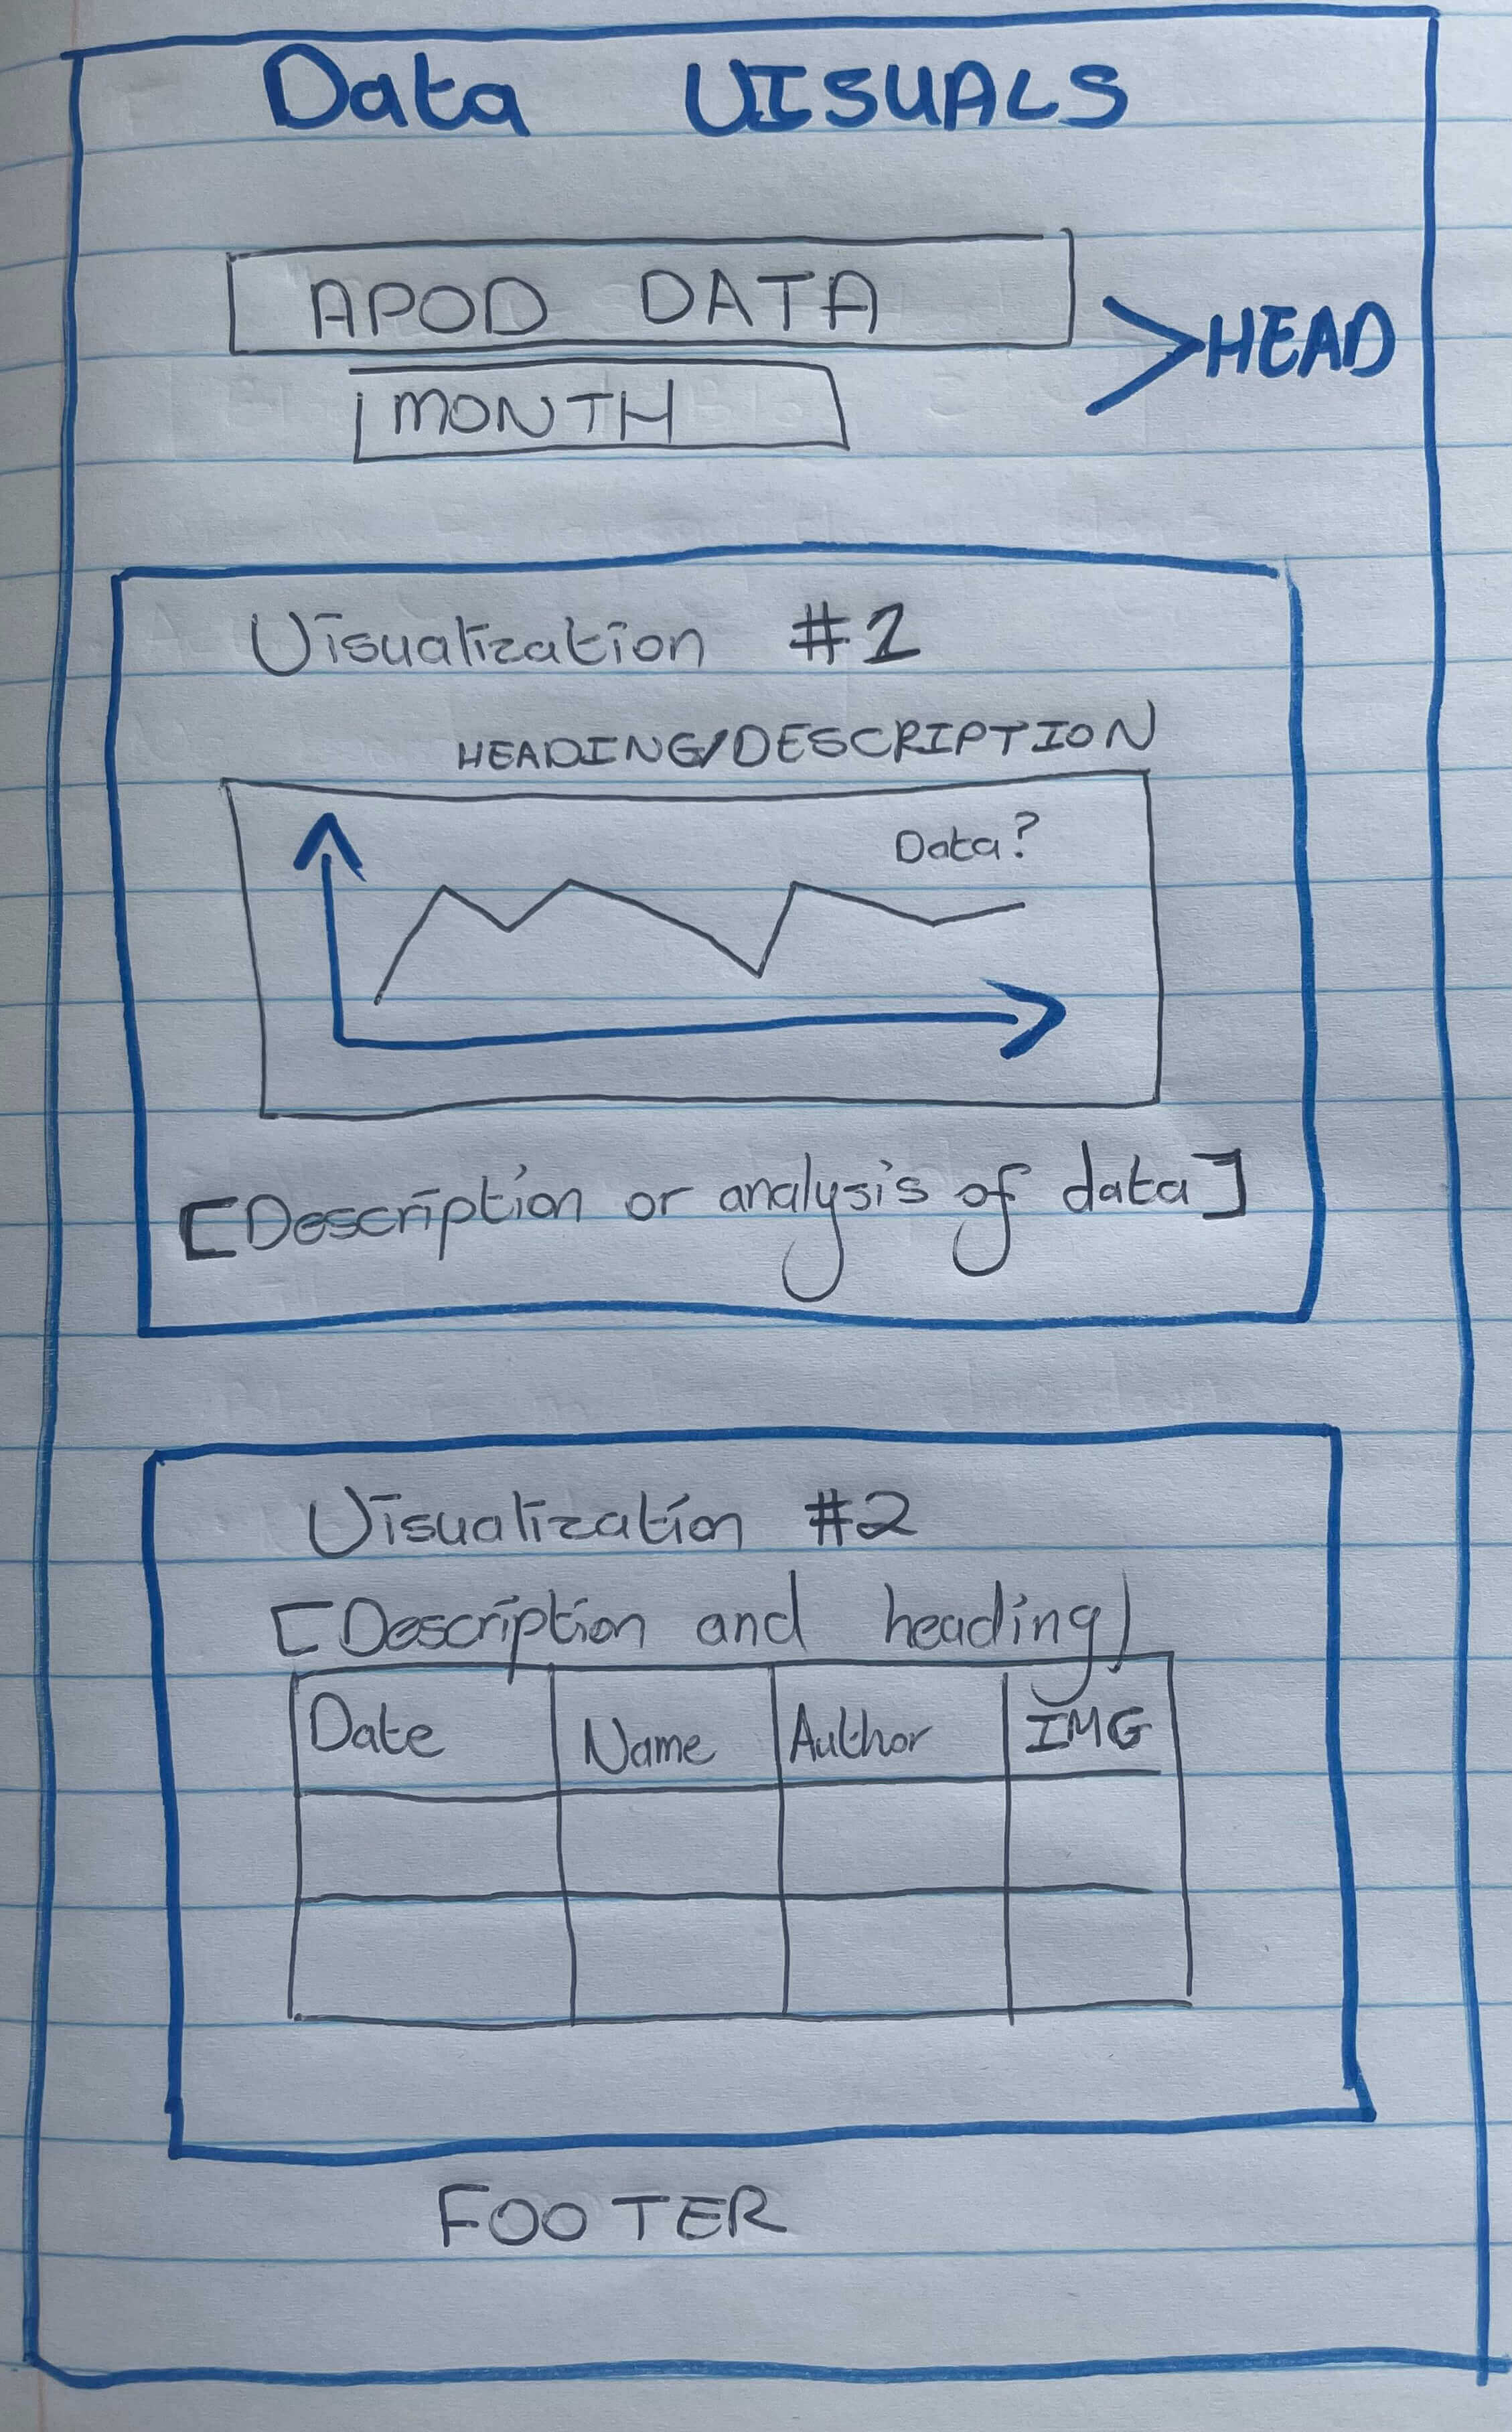 Data VISUALS
APOD DATA
MONTH
HEAD
Visualization #1
HEADING/DESCRIPTION
Data?
[Description or analysis of data]
Visualization #2
[Description and heading]
Date Name Author IMG
FOOTER